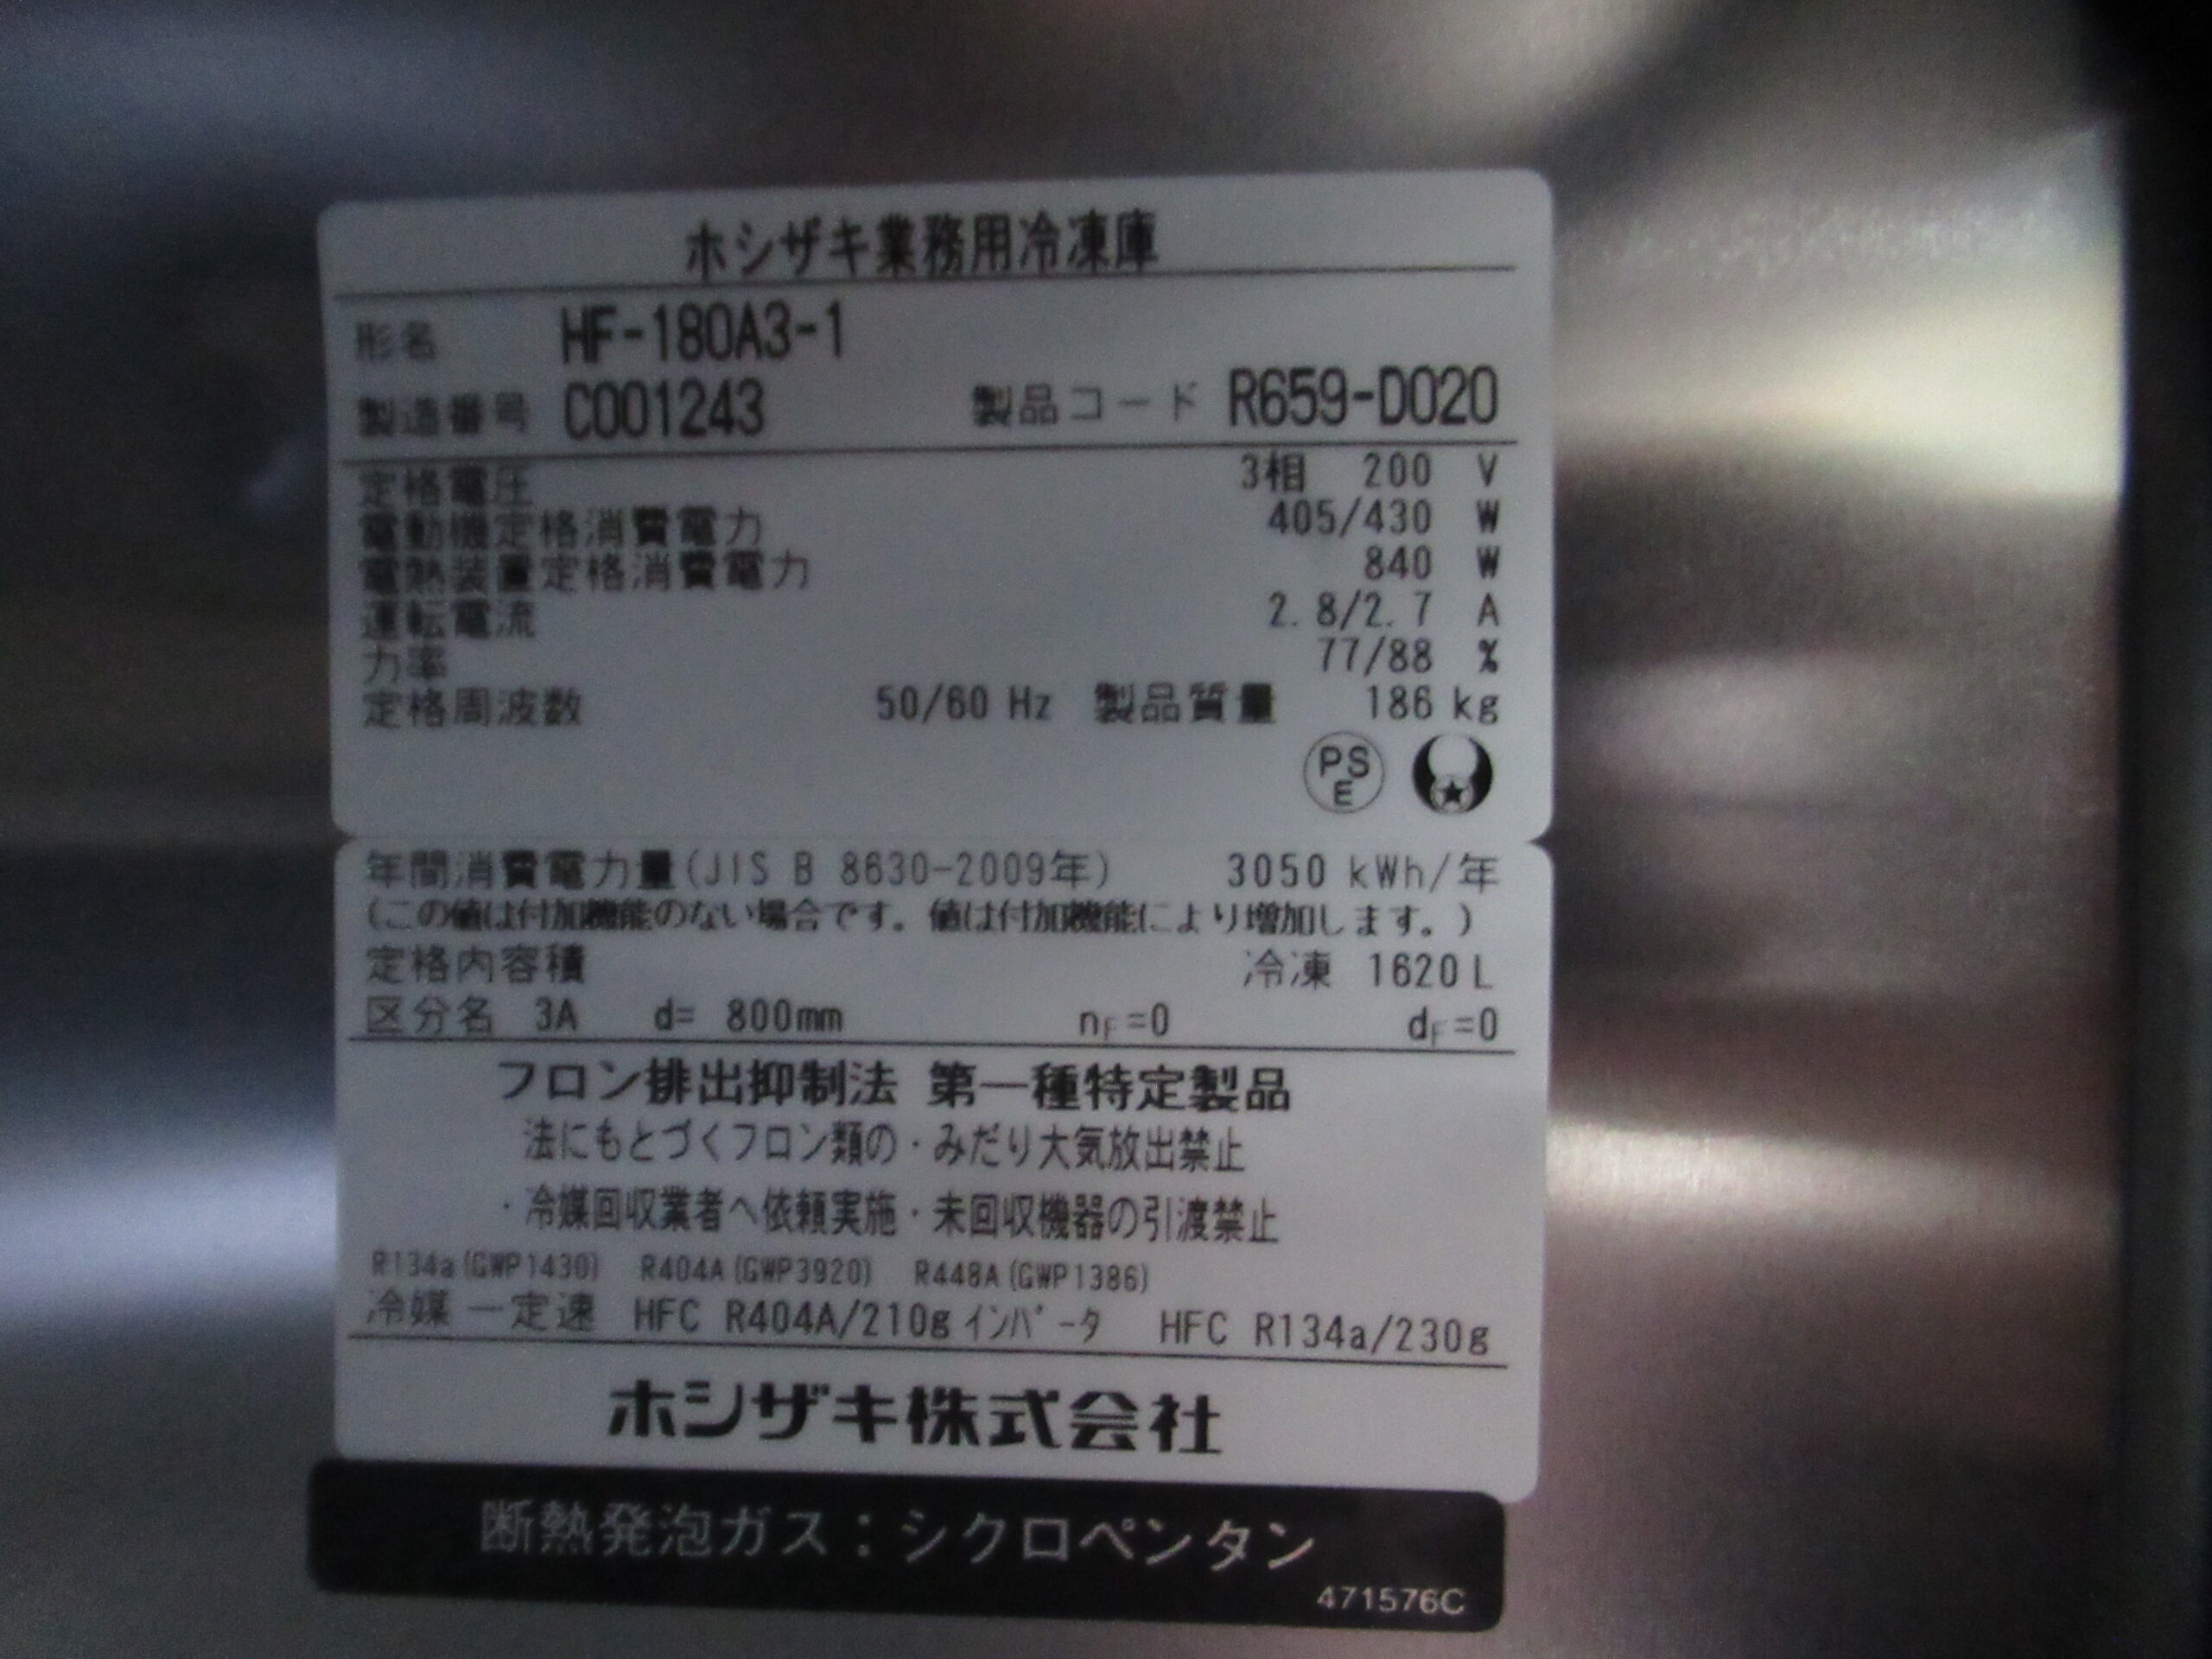 ホシザキ業務用冷凍庫
形名 HF-180A3-1
製造番号 C001243 製品コード R659-D020
定格電圧 3相 200 V
電動機定格消費電力 405/430 W
電熱装置定格消費電力 840 W
運転電流 2.8/2.7 A
力率 77/88 %
定格周波数 50/60 Hz 製品質量 186 kg
PSE
年間消費電力量(JIS B 8630-2009年) 3050 kWh/年
(この値は付加機能のない場合です。値は付加機能により増加します。)
定格内容積 冷凍 1620 L
区分名 3A d= 800mm nF=0 dF=0
フロン排出抑制法 第一種特定製品
法にもとづくフロン類の・みだり大気放出禁止
・冷媒回収業者へ依頼実施・未回収機器の引渡禁止
R134a(GWP1430) R404A(GWP3920) R448A(GWP1386)
冷媒 一定速 HFC R404A/210g インバータ HFC R134a/230g
ホシザキ株式会社
断熱発泡ガス:シクロペンタン
471576C